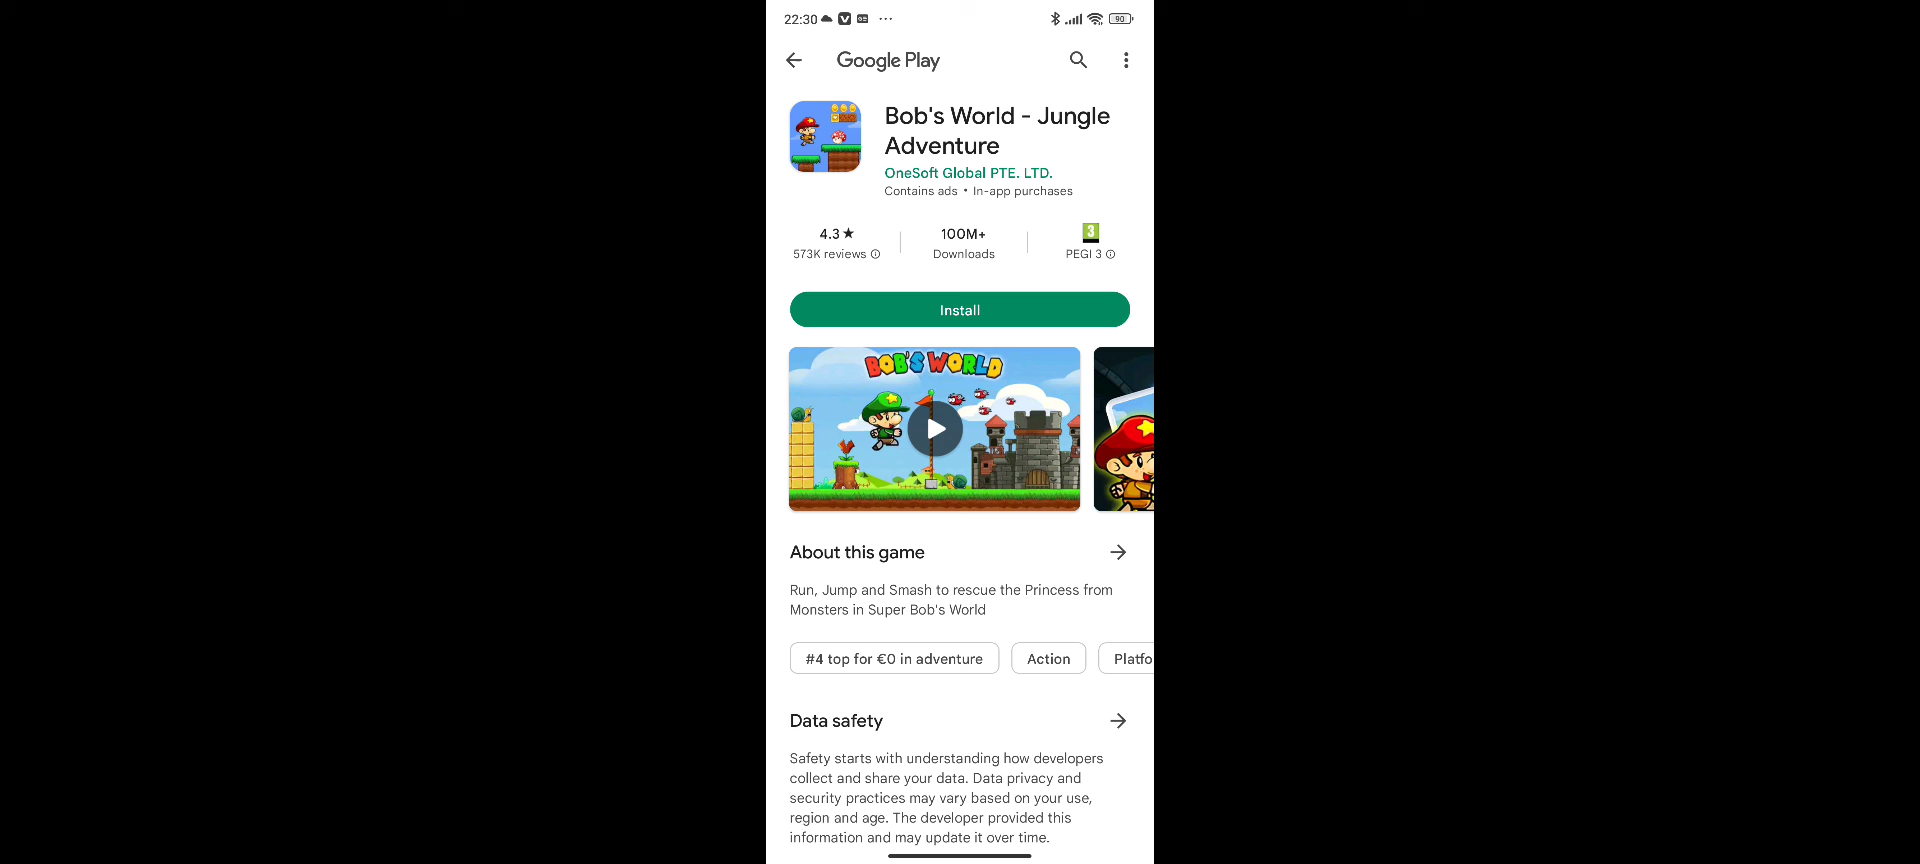 22:30
90
Google Play
Bob's World - Jungle
Adventure
OneSoft Global PTE. LTD.
Contains ads • In-app purchases
4.3★
573K reviews
100M+
Downloads
3
PEGI 3
Install
BOB'S WORLD
About this game
Run, Jump and Smash to rescue the Princess from
Monsters in Super Bob's World
#4 top for €0 in adventure
Action
Platfo
Data safety
Safety starts with understanding how developers
collect and share your data. Data privacy and
security practices may vary based on your use,
region and age. The developer provided this
information and may update it over time.